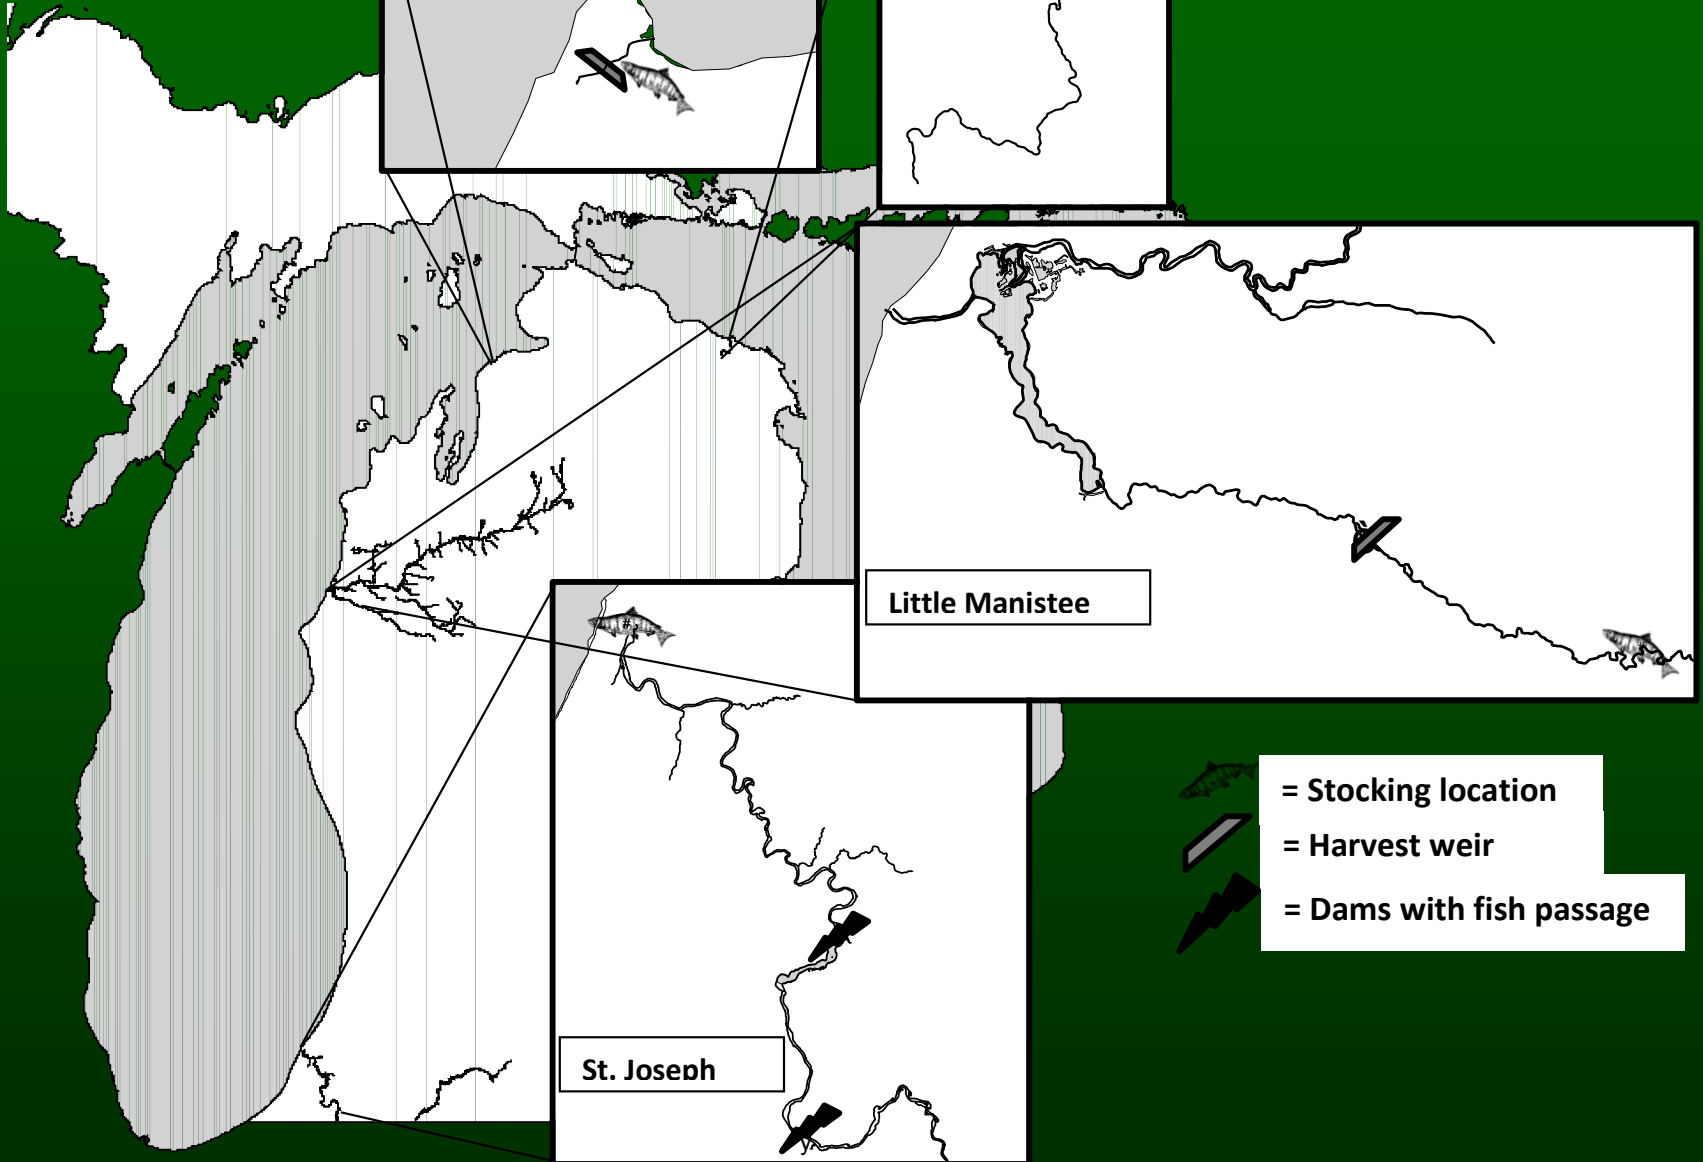 Little Manistee
St. Joseph
= Stocking location
= Harvest weir
= Dams with fish passage